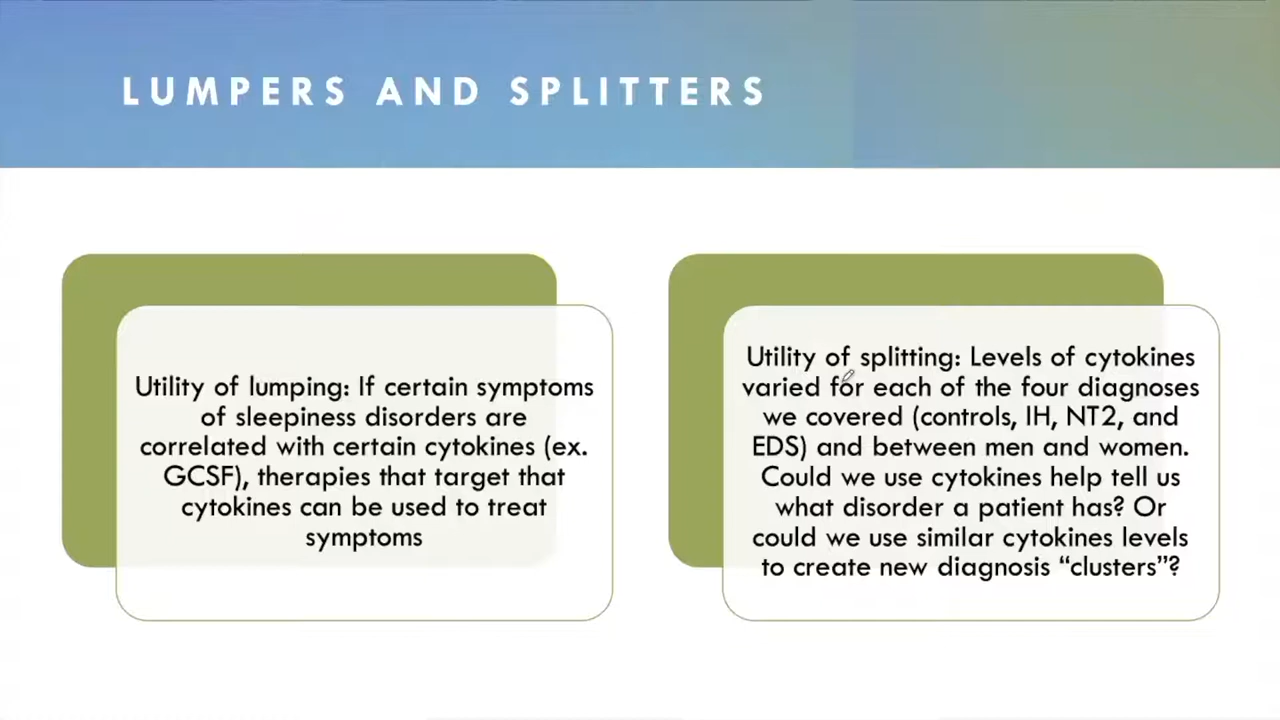 LUMPERS AND SPLITTERS
Utility of lumping: If certain symptoms
of sleepiness disorders are
correlated with certain cytokines (ex.
GCSF), therapies that target that
cytokines can be used to treat
symptoms
Utility of splitting: Levels of cytokines
varied for each of the four diagnoses
we covered (controls, IH, NT2, and
EDS) and between men and women.
Could we use cytokines help tell us
what disorder a patient has? Or
could we use similar cytokines levels
to create new diagnosis “clusters”?